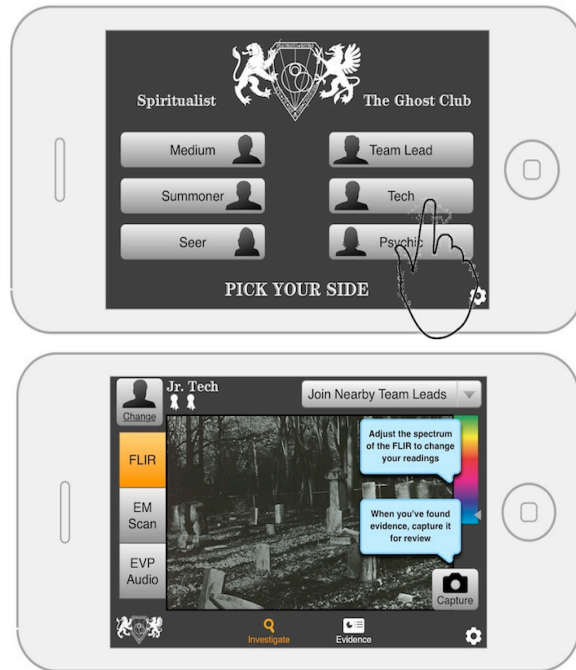 Spiritualist
The Ghost Club
Medium
Team Lead
Summoner
Tech
Seer
Psychic
PICK YOUR SIDE
Jr. Tech
Join Nearby Team Leads
Change
FLIR
EM
Scan
EVP
Audio
Adjust the spectrum
of the FLIR to change
your readings
When you've found
evidence, capture it
for review
Capture
Investigate
Evidence